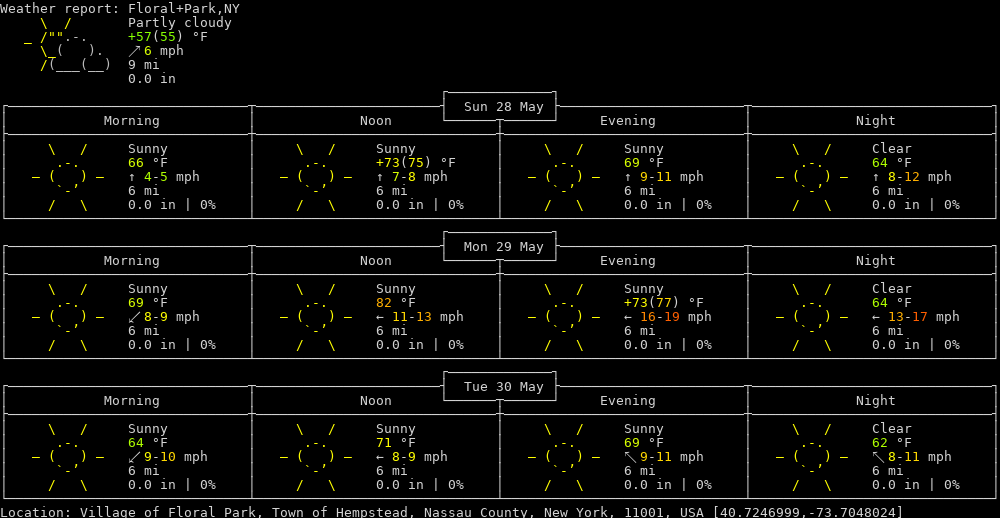 Weather report: Floral+Park,NY
Partly cloudy
+57(55) °F
↗ 6 mph
9 mi
0.0 in
Sun 28 May
Morning Noon Evening Night
Sunny Sunny Sunny Clear
66 °F +73(75) °F 69 °F 64 °F
↑ 4-5 mph ↑ 7-8 mph ↑ 9-11 mph ↑ 8-12 mph
6 mi 6 mi 6 mi 6 mi
0.0 in | 0% 0.0 in | 0% 0.0 in | 0% 0.0 in | 0%
Mon 29 May
Morning Noon Evening Night
Sunny Sunny Sunny Clear
69 °F 82 °F +73(77) °F 64 °F
↙ 8-9 mph ← 11-13 mph ← 16-19 mph ← 13-17 mph
6 mi 6 mi 6 mi 6 mi
0.0 in | 0% 0.0 in | 0% 0.0 in | 0% 0.0 in | 0%
Tue 30 May
Morning Noon Evening Night
Sunny Sunny Sunny Clear
64 °F 71 °F 69 °F 62 °F
↙ 9-10 mph ← 8-9 mph ↖ 9-11 mph ↖ 8-11 mph
6 mi 6 mi 6 mi 6 mi
0.0 in | 0% 0.0 in | 0% 0.0 in | 0% 0.0 in | 0%
Location: Village of Floral Park, Town of Hempstead, Nassau County, New York, 11001, USA [40.7246999,-73.7048024]